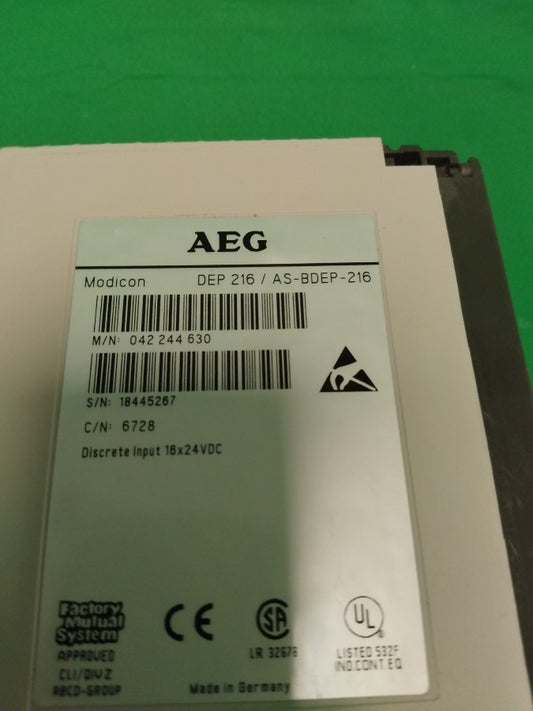 AEG
Modicon DEP 216 / AS-BDEP-216
M/N: 042 244 630
S/N: 18445267
C/N: 6728
Discrete Input 16x24VDC
Factory Mutual System
APPROVED
CL1/DIV2
ABCD-GROUP
CE
SA
LR 32678
UL
LISTED 532F
IND.CONT.EQ
Made in Germany